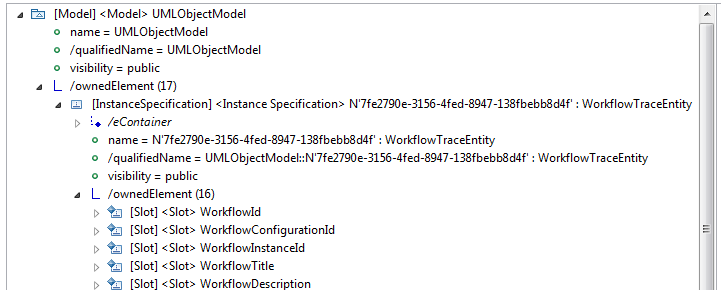 [Model] <Model> UMLObjectModel
name = UMLObjectModel
/qualifiedName = UMLObjectModel
visibility = public
/ownedElement (17)
[InstanceSpecification] <Instance Specification> N'7fe2790e-3156-4fed-8947-138fbebb8d4f' : WorkflowTraceEntity
/eContainer
name = N'7fe2790e-3156-4fed-8947-138fbebb8d4f' : WorkflowTraceEntity
/qualifiedName = UMLObjectModel::N'7fe2790e-3156-4fed-8947-138fbebb8d4f' : WorkflowTraceEntity
visibility = public
/ownedElement (16)
[Slot] <Slot> WorkflowId
[Slot] <Slot> WorkflowConfigurationId
[Slot] <Slot> WorkflowInstanceId
[Slot] <Slot> WorkflowTitle
[Slot] <Slot> WorkflowDescription